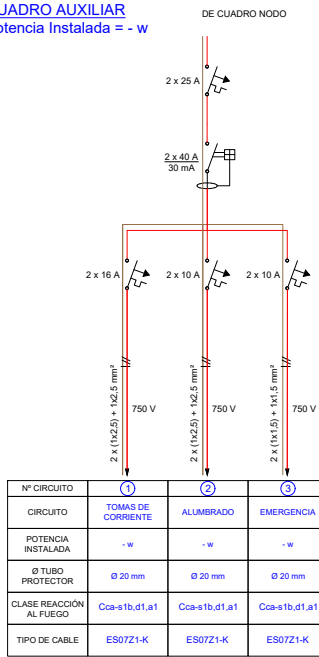 CUADRO AUXILIAR
Potencia Instalada = - w
DE CUADRO NODO
2 x 25 A
2 x 40 A
30 mA
2 x 16 A
2 x 10 A
2 x 10 A
2 x (1x2,5) + 1x2,5 mm²
750 V
2 x (1x2,5) + 1x2,5 mm²
750 V
2 x (1x1,5) + 1x1,5 mm²
750 V
Nº CIRCUITO
1
2
3
CIRCUITO
TOMAS DE
CORRIENTE
ALUMBRADO
EMERGENCIA
POTENCIA
INSTALADA
- w
- w
- w
Ø TUBO
PROTECTOR
Ø 20 mm
Ø 20 mm
Ø 20 mm
CLASE REACCIÓN
AL FUEGO
Cca-s1b,d1,a1
Cca-s1b,d1,a1
Cca-s1b,d1,a1
TIPO DE CABLE
ES07Z1-K
ES07Z1-K
ES07Z1-K